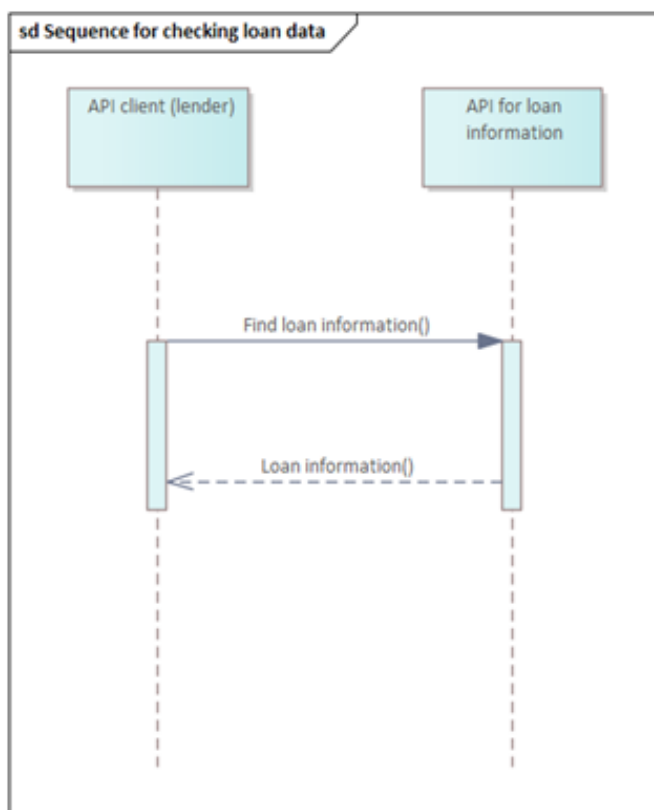 sd Sequence for checking loan data
API client (lender)
API for loan
information
Find loan information()
Loan information()